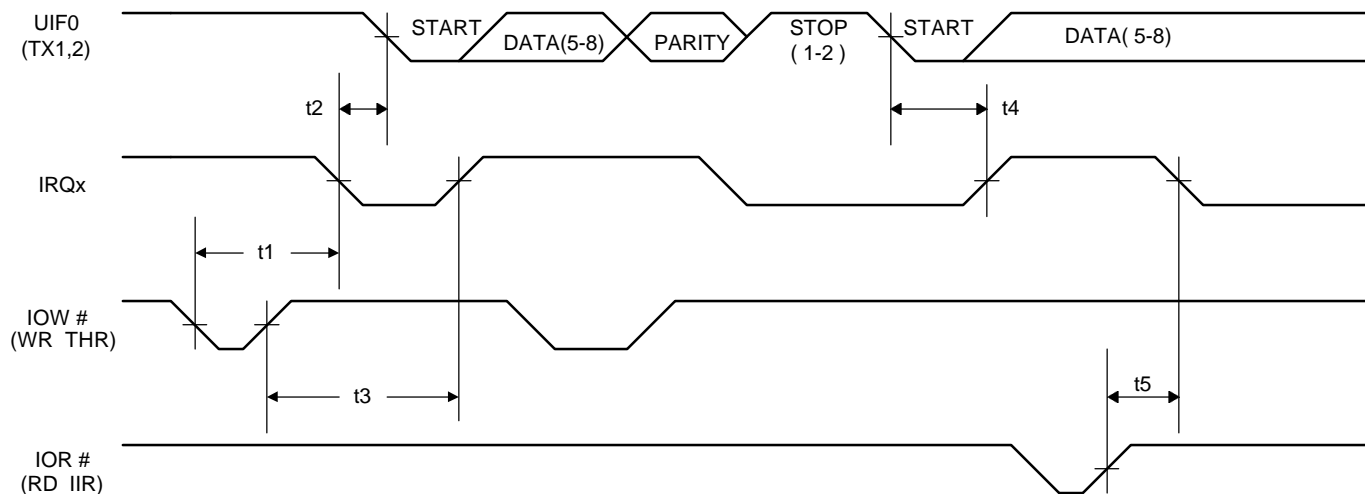 UIF0
(TX1,2)
START
DATA(5-8)
PARITY
STOP
( 1-2 )
START
DATA( 5-8)
t2
t4
IRQx
t1
IOW #
(WR THR)
t3
t5
IOR #
(RD IIR)